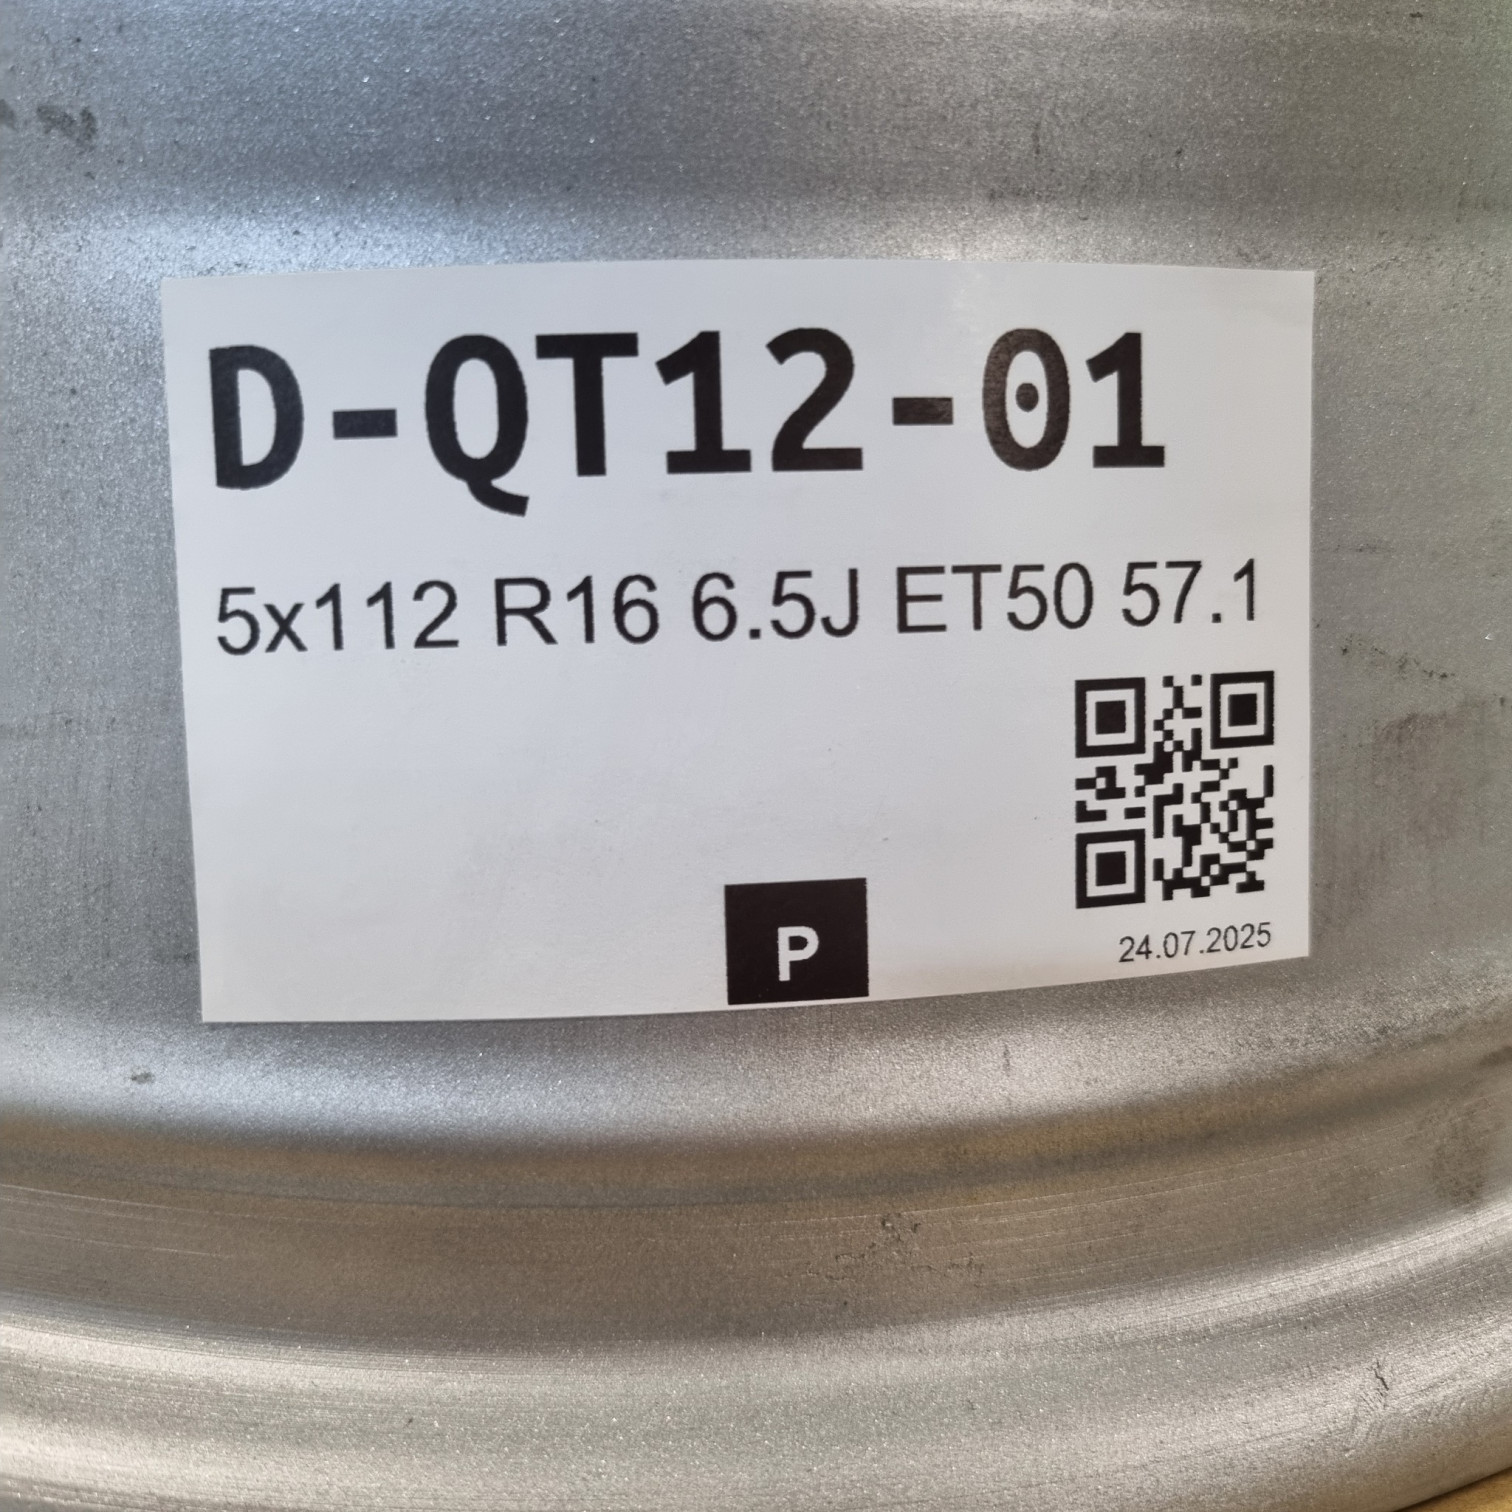 D-QT12-01
5x112 R16 6.5J ET50 57.1
P
24.07.2025